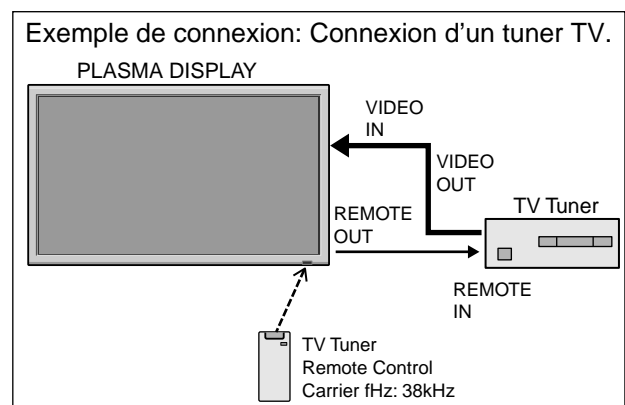 Exemple de connexion: Connexion d'un tuner TV.
PLASMA DISPLAY
VIDEO
IN
VIDEO
OUT
TV Tuner
REMOTE
OUT
REMOTE
IN
TV Tuner
Remote Control
Carrier fHz: 38kHz